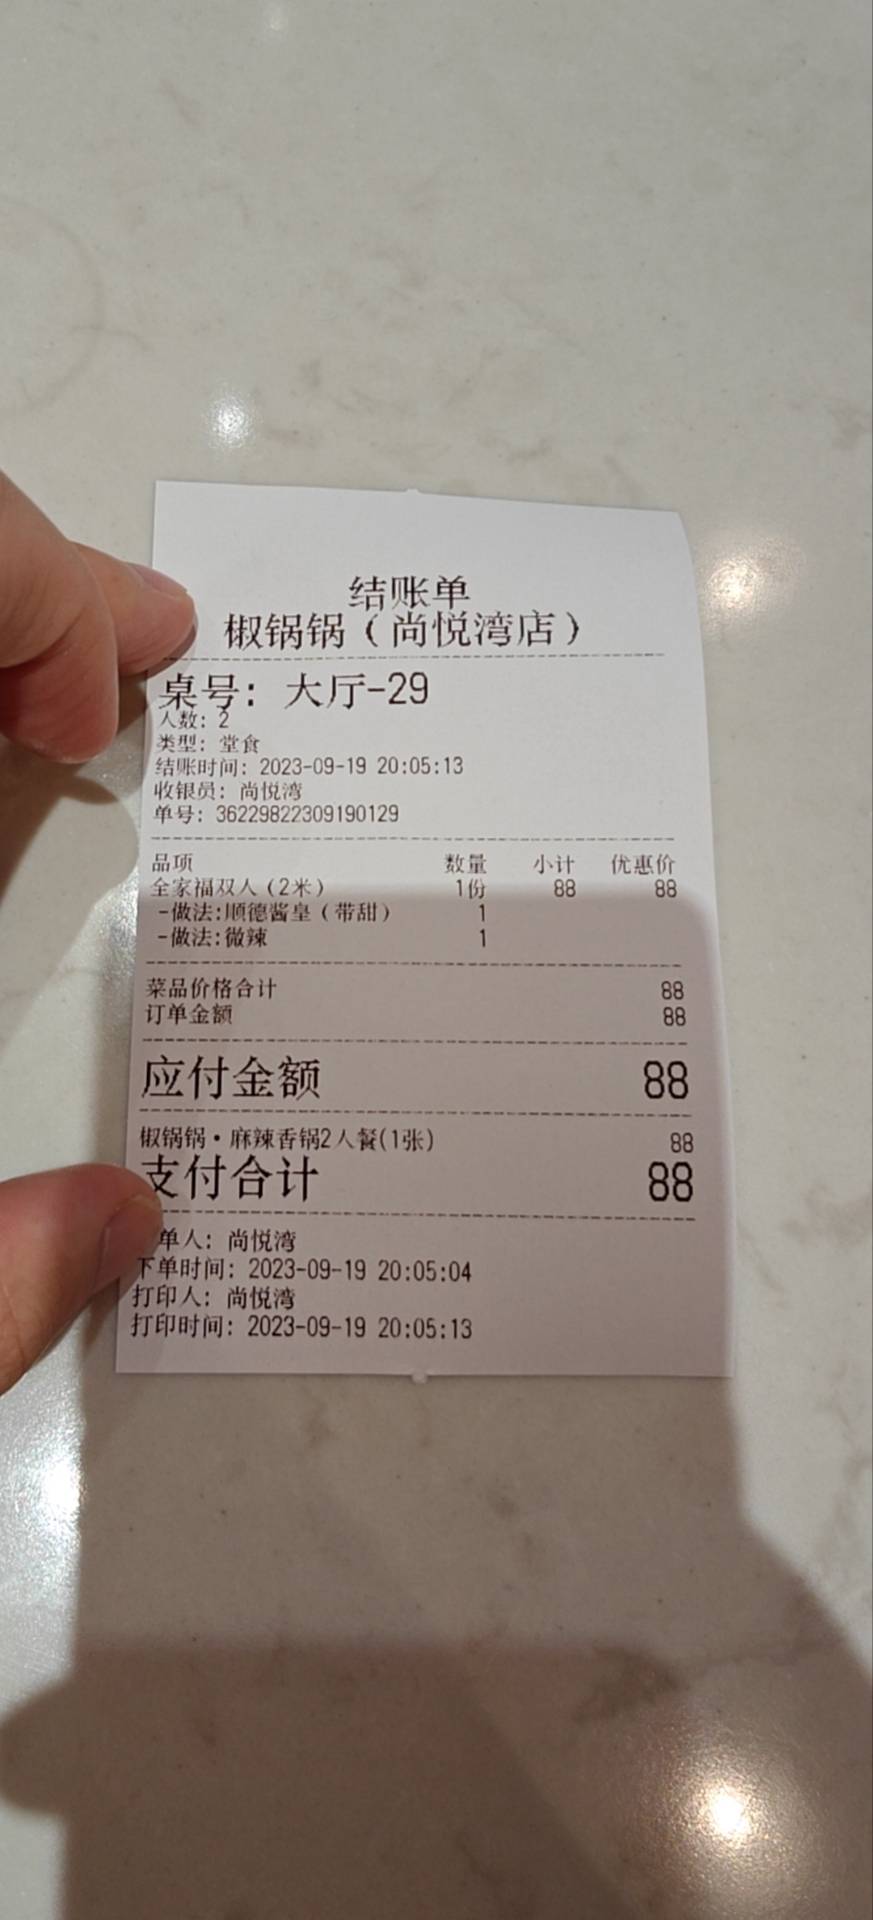 结账单
椒锅锅（尚悦湾店）
桌号: 大厅-29
人数: 2
类型: 堂食
结账时间: 2023-09-19 20:05:13
收银员: 尚悦湾
单号: 36229822309190129
品项 数量 小计 优惠价
全家福双人（2米） 1份 88 88
-做法:顺德酱皇（带甜） 1
-做法:微辣 1
菜品价格合计 88
订单金额 88
应付金额 88
椒锅锅·麻辣香锅2人餐(1张) 88
支付合计 88
单人: 尚悦湾
下单时间: 2023-09-19 20:05:04
打印人: 尚悦湾
打印时间: 2023-09-19 20:05:13